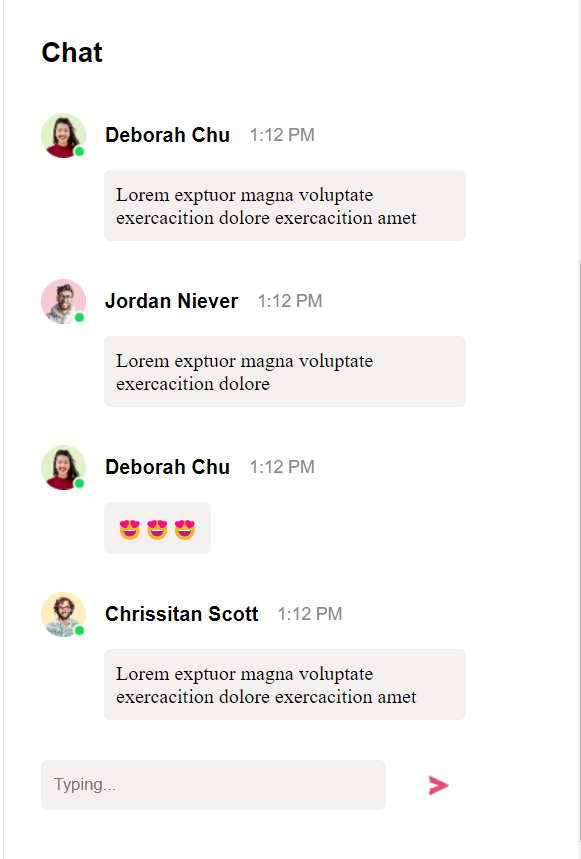 Chat
Deborah Chu 1:12 PM
Lorem exptuor magna voluptate
exercacition dolore exercacition amet
Jordan Niever 1:12 PM
Lorem exptuor magna voluptate
exercacition dolore
Deborah Chu 1:12 PM
😍😍😍
Chrissitan Scott 1:12 PM
Lorem exptuor magna voluptate
exercacition dolore exercacition amet
Typing...